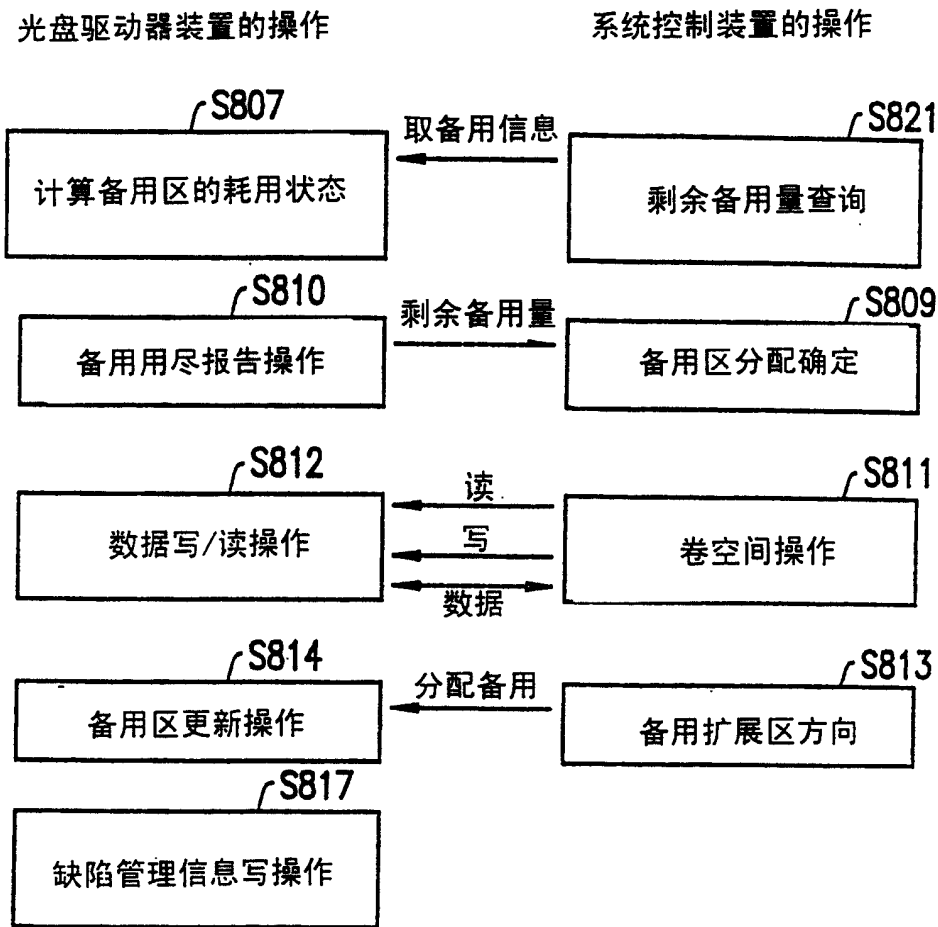 光盘驱动器装置的操作
系统控制装置的操作
S807
取备用信息
S821
计算备用区的耗用状态
剩余备用量查询
S810
剩余备用量
S809
备用用尽报告操作
备用区分配确定
S812
读
S811
数据写/读操作
写
卷空间操作
数据
S814
分配备用
S813
备用区更新操作
备用扩展区方向
S817
缺陷管理信息写操作